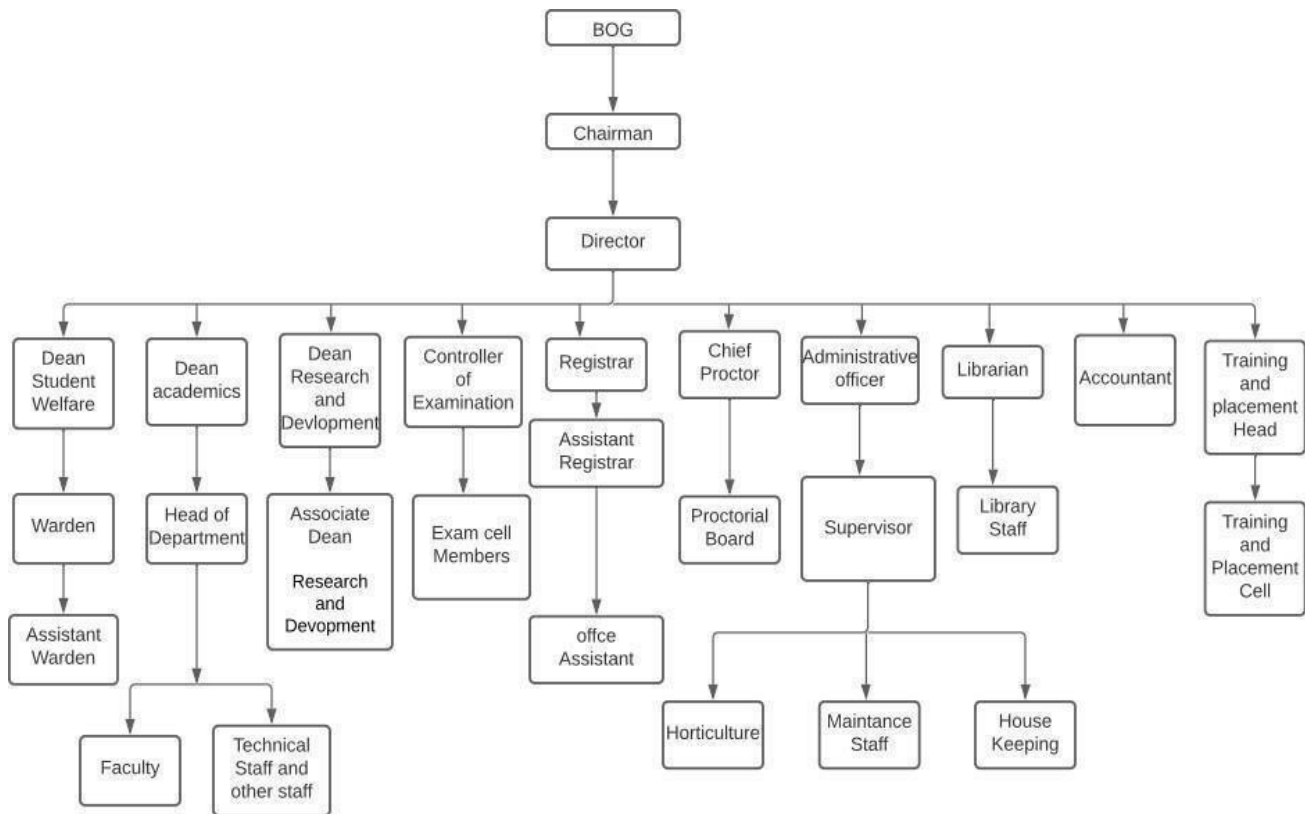 BOG
Chairman
Director
Dean
Student
Welfare
Dean
academics
Dean
Research
and
Devlopment
Controller
of
Examination
Registrar
Chief
Proctor
Administrative
officer
Librarian
Accountant
Training
and
placement
Head
Assistant
Registrar
Warden
Head of
Department
Associate
Dean
Research
and
Devopment
Exam cell
Members
Proctorial
Board
Supervisor
Library
Staff
Training
and
Placement
Cell
Assistant
Warden
offce
Assistant
Faculty
Technical
Staff and
other staff
Horticulture
Maintance
Staff
House
Keeping